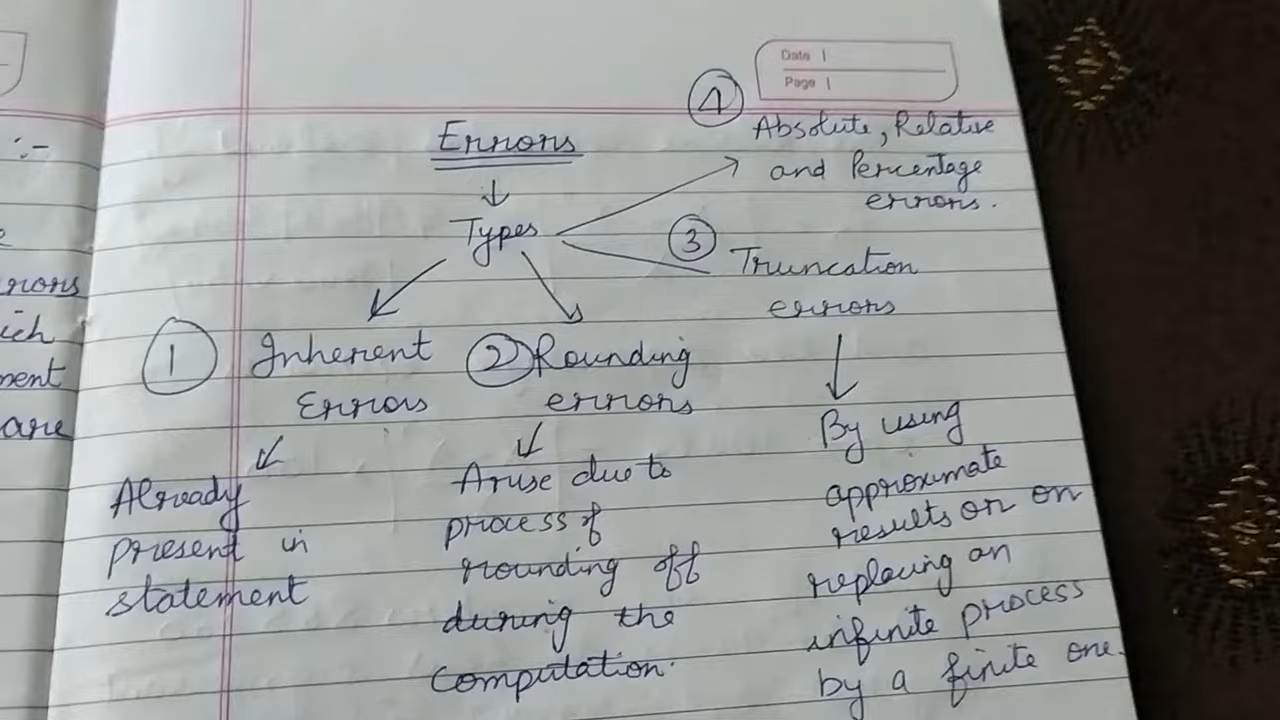 Date
Page
:-
Errors
Types
4
Absolute, Relative
and Percentage
errors.
3
Truncation
errors
By using
approximate
results or on
replacing an
infinite process
by a finite one.
1
Inherent
Errors
Already
present in
statement
2
Rounding
errors
Aruse due to
process of
rounding off
during the
Computation.
are